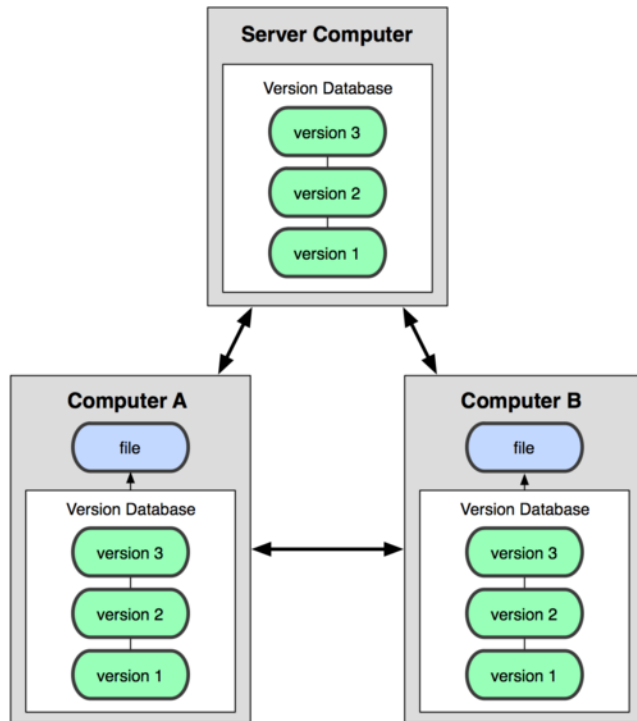 Server Computer
Version Database
version 3
version 2
version 1
Computer A
file
Version Database
version 3
version 2
version 1
Computer B
file
Version Database
version 3
version 2
version 1